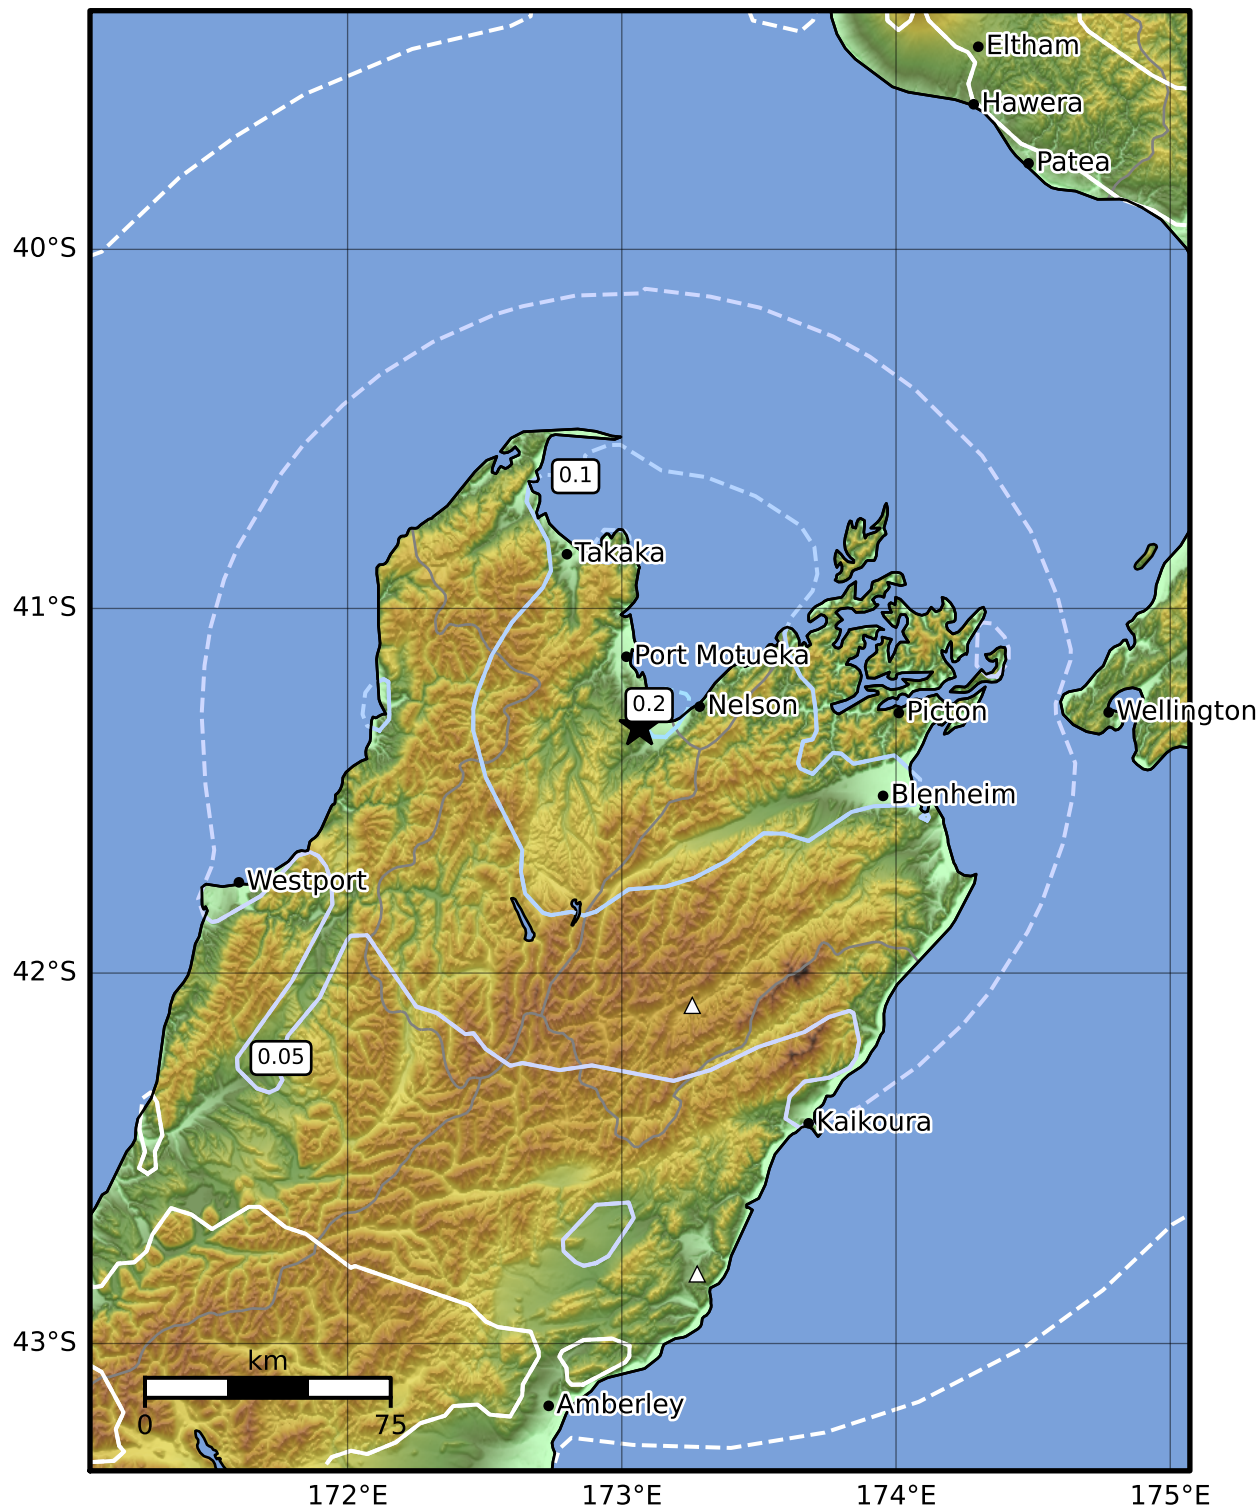 Eltham
Hawera
Patea
40°S
0.1
Takaka
41°S
Port Motueka
0.2
Nelson
Picton
Wellington
Blenheim
Westport
42°S
0.05
Kaikoura
43°S
km
0
75
Amberley
172°E
173°E
174°E
175°E